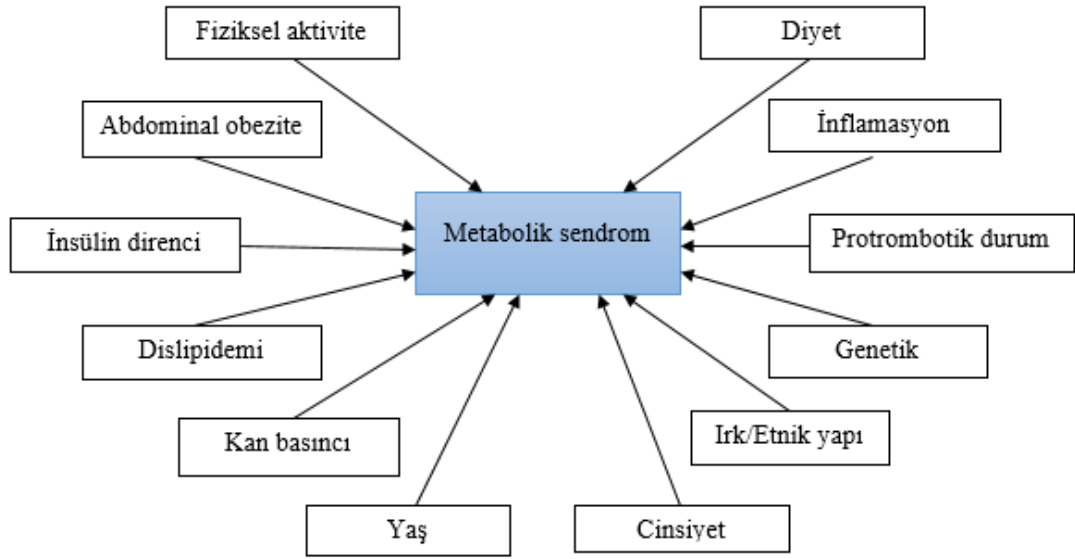 Fiziksel aktivite
Diyet
Abdominal obezite
İnflamasyon
Metabolik sendrom
İnsülin direnci
Protrombotik durum
Dislipidemi
Genetik
Kan basıncı
Irk/Etnik yapı
Yaş
Cinsiyet